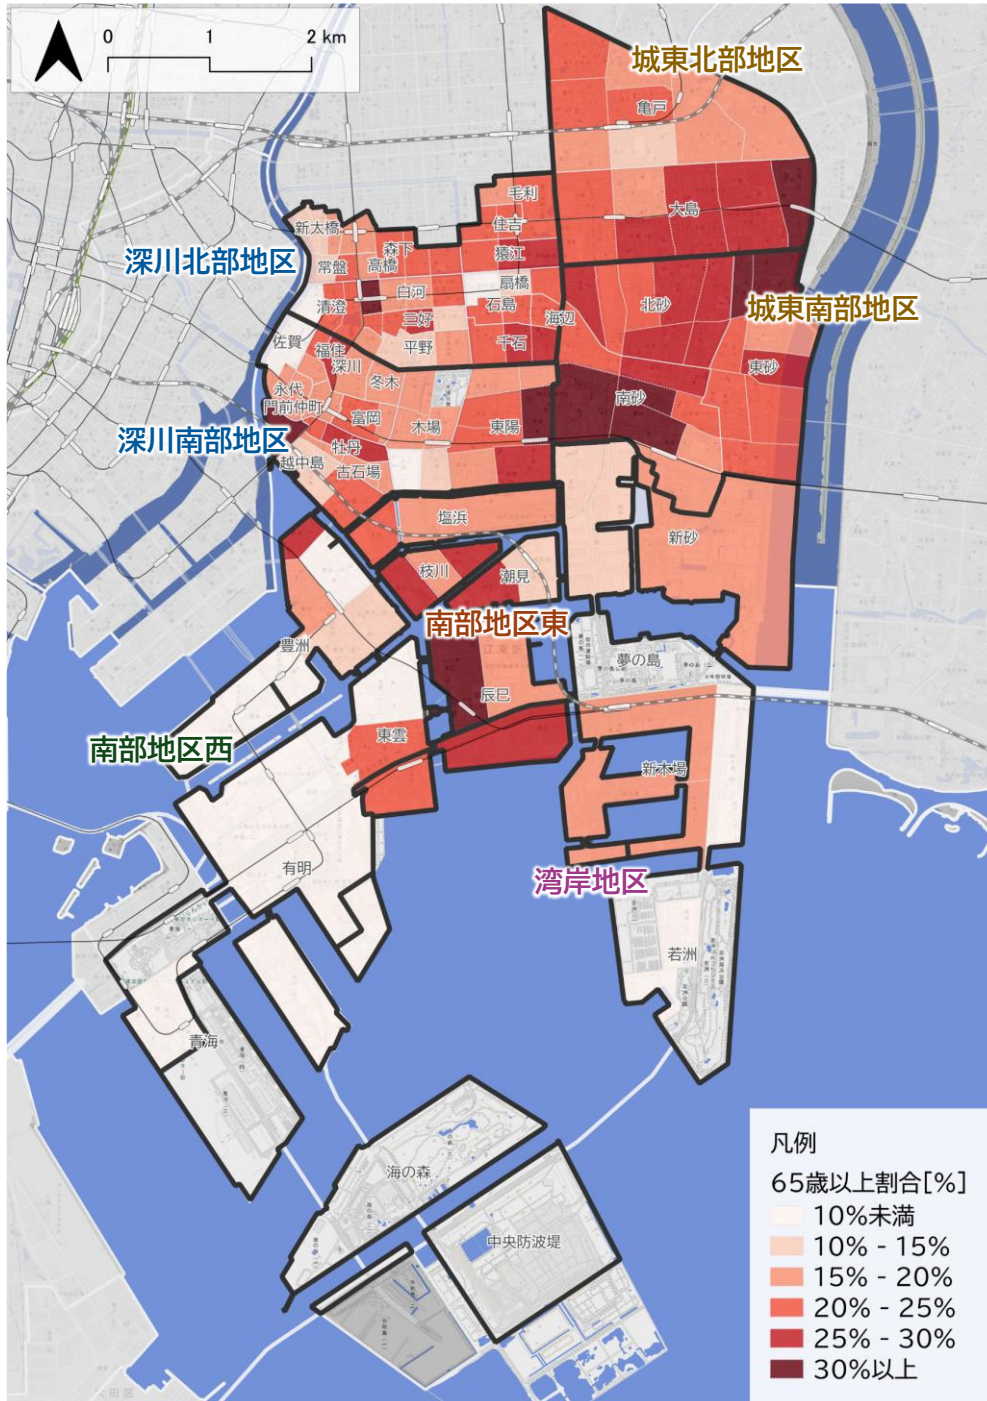 0 1 2 km
城東北部地区
亀戸
毛利
大島
住吉
新大橋
森下
猿江
深川北部地区
常盤
高橋
扇橋
白河
清澄
石島
北砂
城東南部地区
三好
海辺
佐賀
平野
千石
福住
深川
東砂
冬木
永代
南砂
門前仲町
富岡
木場
東陽
深川南部地区
牡丹
越中島
古石場
塩浜
新砂
枝川
潮見
南部地区東
江東区
豊洲
夢の島
辰巳
東雲
南部地区西
新木場
有明
湾岸地区
若洲
青海
海の森
中央防波堤
凡例
65歳以上割合[%]
10%未満
10% - 15%
15% - 20%
20% - 25%
25% - 30%
30%以上
大田区